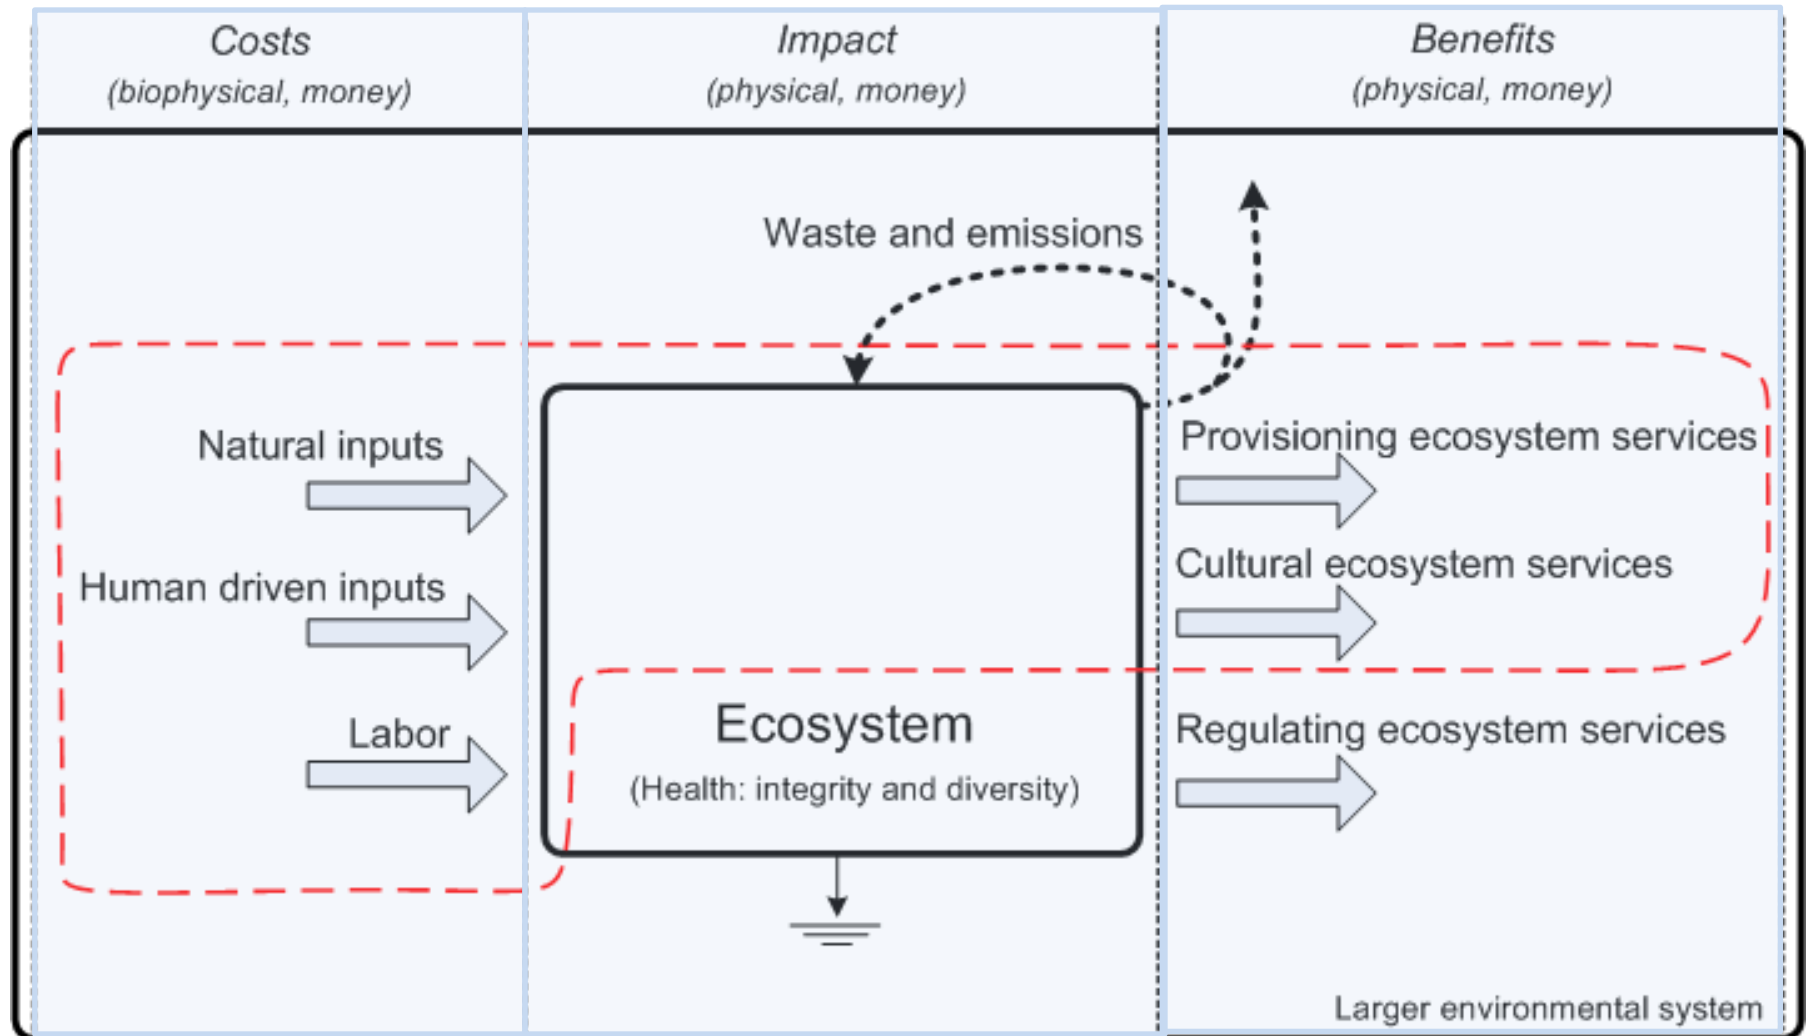 Costs
(biophysical, money)
Impact
(physical, money)
Benefits
(physical, money)
Waste and emissions
Natural inputs
Human driven inputs
Labor
Ecosystem
(Health: integrity and diversity)
Provisioning ecosystem services
Cultural ecosystem services
Regulating ecosystem services
Larger environmental system